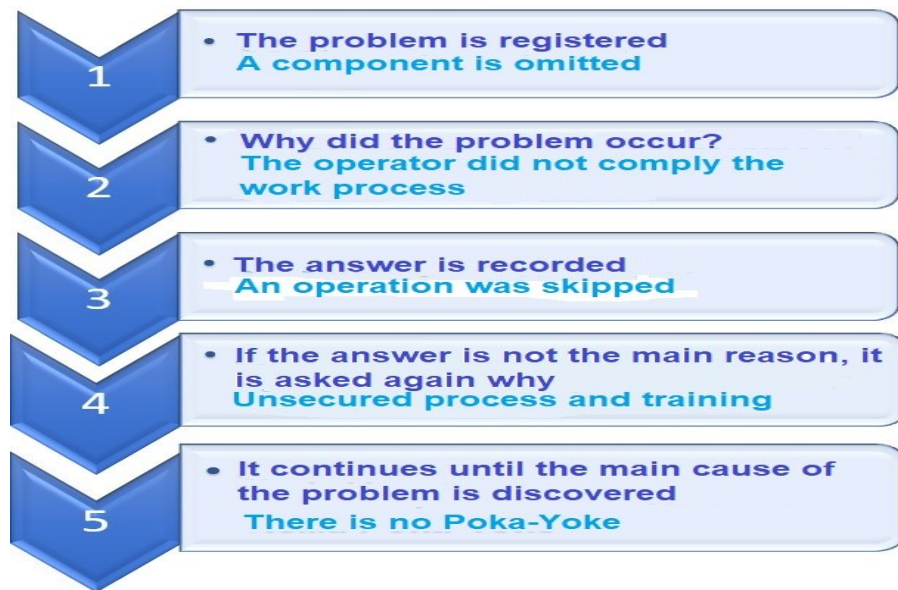 1
• The problem is registered
A component is omitted
2
• Why did the problem occur?
The operator did not comply the
work process
3
• The answer is recorded
An operation was skipped
4
• If the answer is not the main reason, it
is asked again why
Unsecured process and training
5
• It continues until the main cause of
the problem is discovered
There is no Poka-Yoke